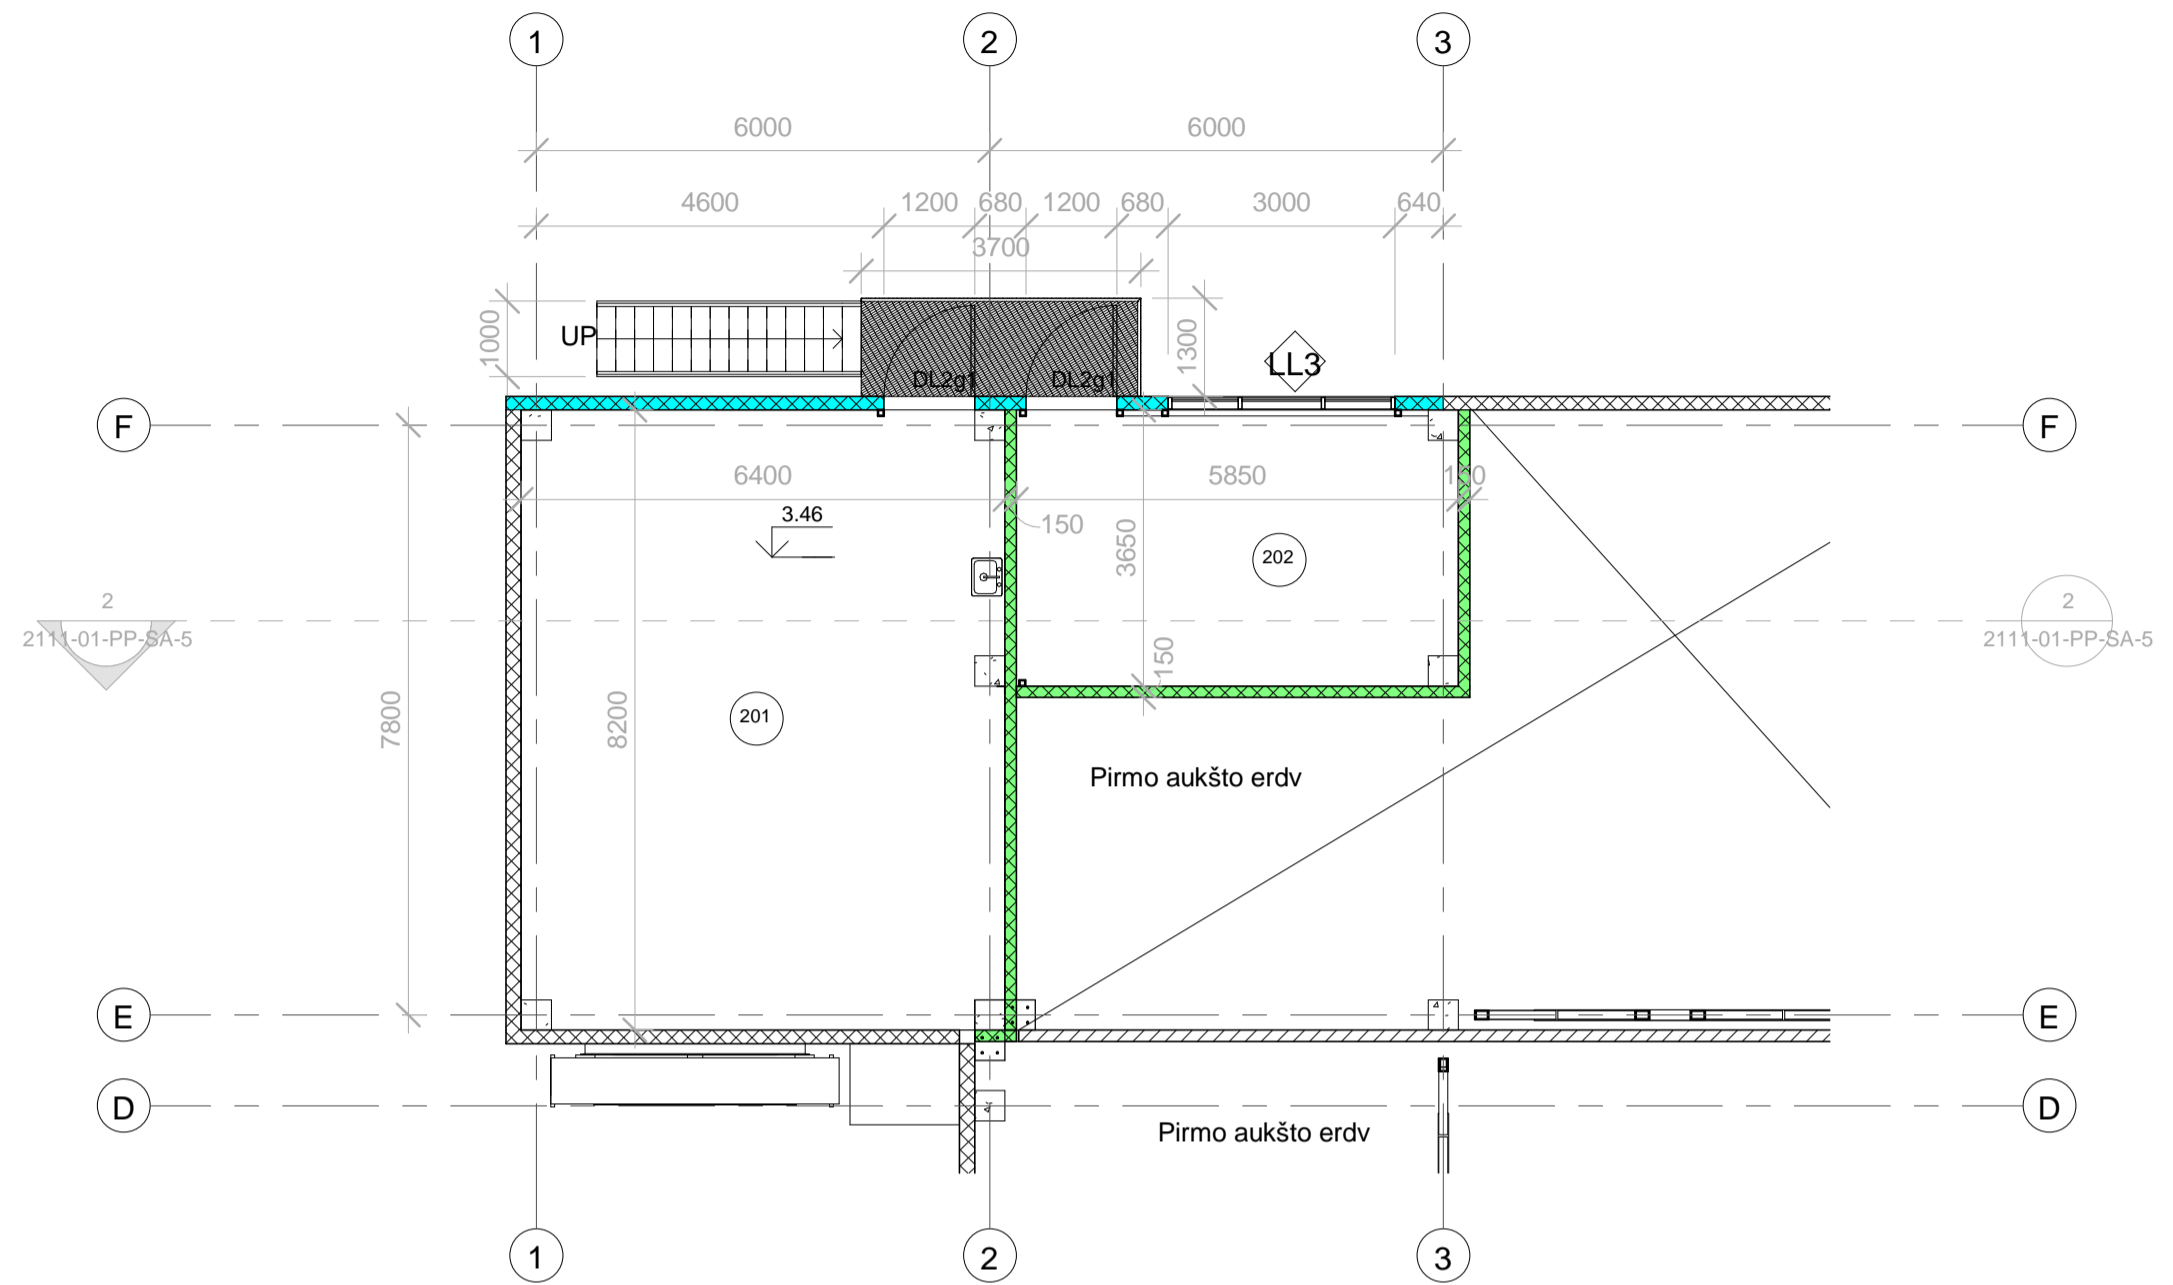 1 2 3
6000 6000
4600 1200 680 1200 680 3000 640
3700
UP
1000
1300
LL3
DL2g1 DL2g1
F F
6400 5850 150
3.46
150
3650
202
2 2
2111-01-PP-SA-5 2111-01-PP-SA-5
150
7800
8200
201
Pirmo aukšto erdv
E E
D D
Pirmo aukšto erdv
1 2 3